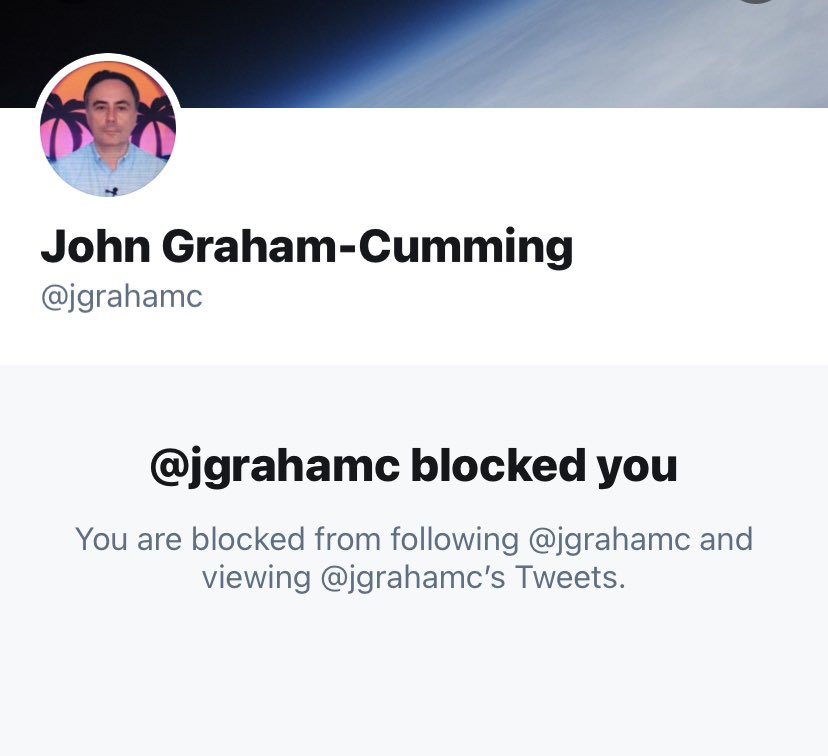 John Graham-Cumming
@jgrahamc
@jgrahamc blocked you
You are blocked from following @jgrahamc and
viewing @jgrahamc’s Tweets.